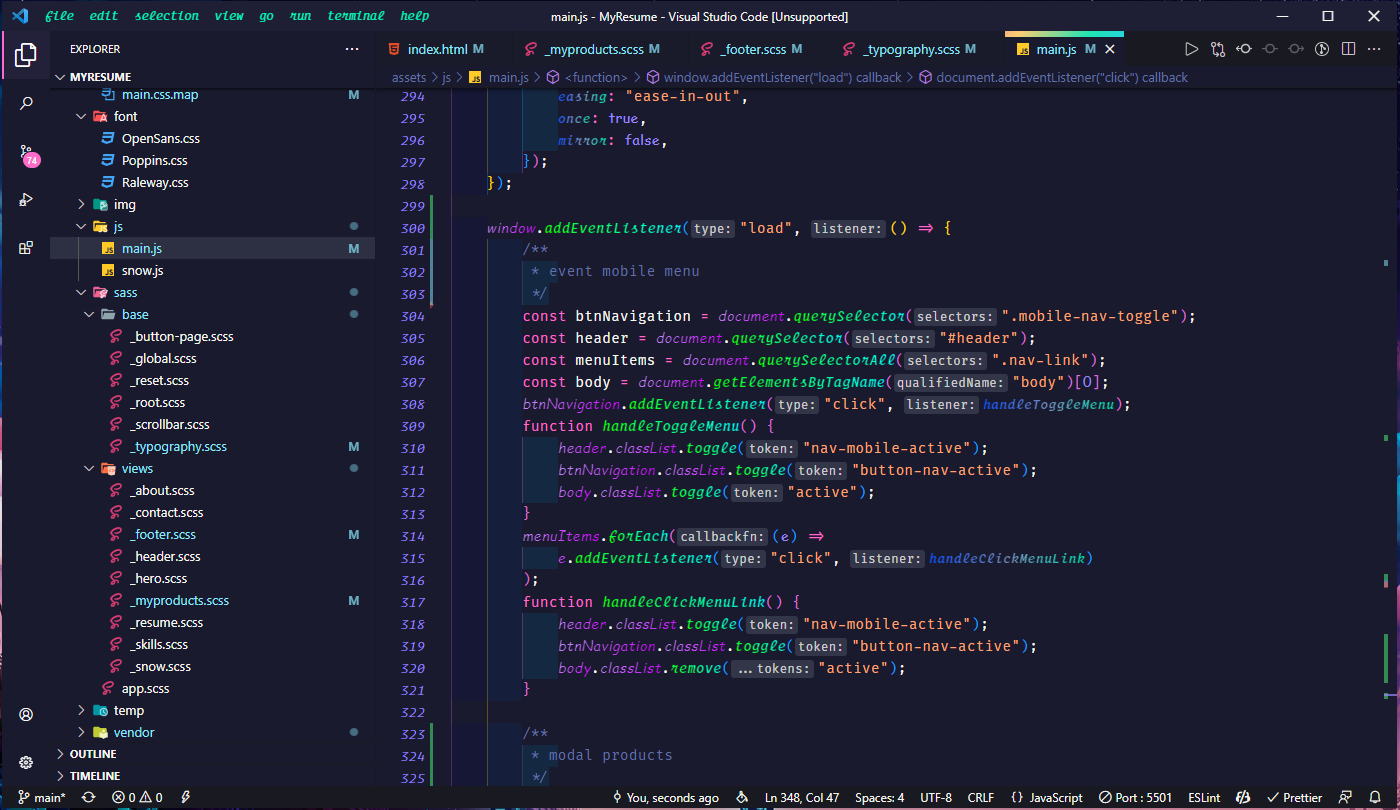 file edit selection view go run terminal help
main.js - MyResume - Visual Studio Code [Unsupported]
EXPLORER
index.html M
_myproducts.scss M
_footer.scss M
_typography.scss M
JS main.js M
MYRESUME
assets > js > JS main.js > <function> > window.addEventListener("load") callback > document.addEventListener("click") callback
main.css.map M
font
OpenSans.css
Poppins.css
Raleway.css
img
js
JS main.js M
JS snow.js
sass
base
_button-page.scss
_global.scss
_reset.scss
_root.scss
_scrollbar.scss
_typography.scss M
views
_about.scss
_contact.scss
_footer.scss M
_header.scss
_hero.scss
_myproducts.scss M
_resume.scss
_skills.scss
_snow.scss
app.scss
temp
vendor
OUTLINE
TIMELINE
74
294 easing: "ease-in-out",
295 once: true,
296 mirror: false,
297 });
298 });
299
300 window.addEventListener( type: "load", listener: () => {
301 /**
302 * event mobile menu
303 */
304 const btnNavigation = document.querySelector( selectors: ".mobile-nav-toggle");
305 const header = document.querySelector( selectors: "#header");
306 const menuItems = document.querySelectorAll( selectors: ".nav-link");
307 const body = document.getElementsByTagName( qualifiedName: "body")[0];
308 btnNavigation.addEventListener( type: "click", listener: handleToggleMenu);
309 function handleToggleMenu() {
310 header.classList.toggle( token: "nav-mobile-active");
311 btnNavigation.classList.toggle( token: "button-nav-active");
312 body.classList.toggle( token: "active");
313 }
314 menuItems.forEach( callbackfn: (e) =>
315 e.addEventListener( type: "click", listener: handleClickMenuLink)
316 );
317 function handleClickMenuLink() {
318 header.classList.toggle( token: "nav-mobile-active");
319 btnNavigation.classList.toggle( token: "button-nav-active");
320 body.classList.remove( ...tokens: "active");
321 }
322
323 /**
324 * modal products
325 */
main* 0 0 You, seconds ago Ln 348, Col 47 Spaces: 4 UTF-8 CRLF {} JavaScript Port : 5501 ESLint Prettier